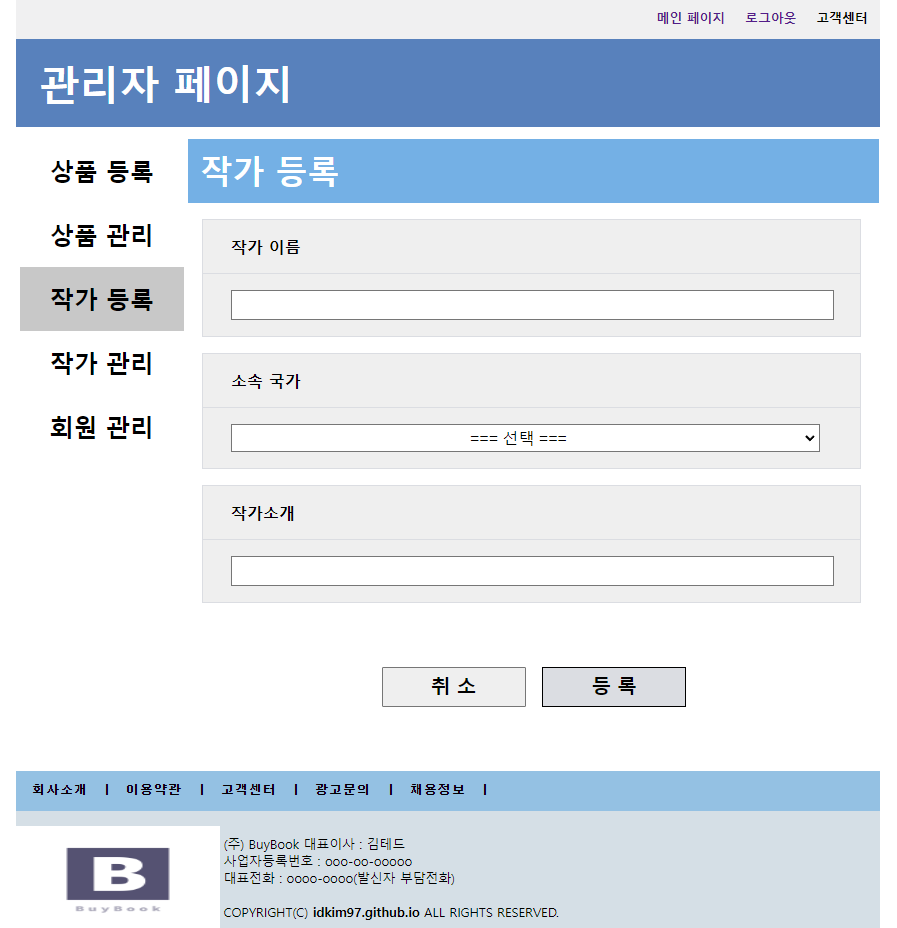 메인 페이지 로그아웃 고객센터
관리자 페이지
상품 등록
상품 관리
작가 등록
작가 관리
회원 관리
작가 등록
작가 이름
소속 국가
=== 선택 ===
작가소개
취 소 등 록
회사소개 | 이용약관 | 고객센터 | 광고문의 | 채용정보 |
B
BuyBook
(주) BuyBook 대표이사 : 김테드
사업자등록번호 : ooo-oo-ooooo
대표전화 : oooo-oooo(발신자 부담전화)
COPYRIGHT(C) idkim97.github.io ALL RIGHTS RESERVED.